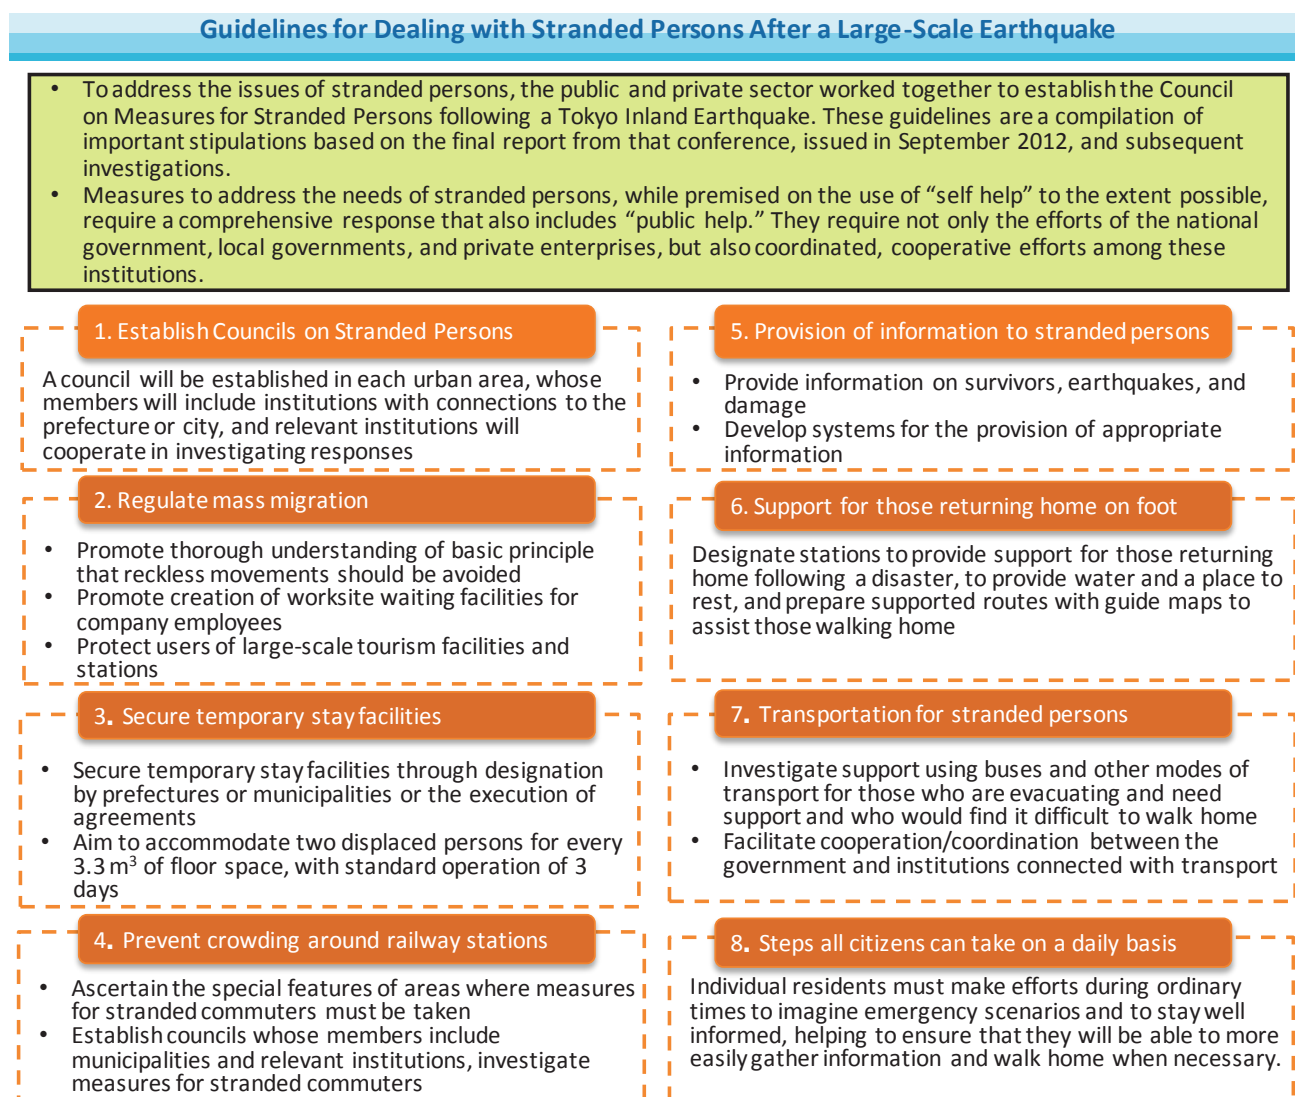 Guidelines for Dealing with Stranded Persons After a Large-Scale Earthquake
• To address the issues of stranded persons, the public and private sector worked together to establish the Council
on Measures for Stranded Persons following a Tokyo Inland Earthquake. These guidelines are a compilation of
important stipulations based on the final report from that conference, issued in September 2012, and subsequent
investigations.
• Measures to address the needs of stranded persons, while premised on the use of “self help” to the extent possible,
require a comprehensive response that also includes “public help.” They require not only the efforts of the national
government, local governments, and private enterprises, but also coordinated, cooperative efforts among these
institutions.
1. Establish Councils on Stranded Persons
A council will be established in each urban area, whose
members will include institutions with connections to the
prefecture or city, and relevant institutions will
cooperate in investigating responses
2. Regulate mass migration
• Promote thorough understanding of basic principle
that reckless movements should be avoided
• Promote creation of worksite waiting facilities for
company employees
• Protect users of large-scale tourism facilities and
stations
3. Secure temporary stay facilities
• Secure temporary stay facilities through designation
by prefectures or municipalities or the execution of
agreements
• Aim to accommodate two displaced persons for every
3.3 m³ of floor space, with standard operation of 3
days
4. Prevent crowding around railway stations
• Ascertain the special features of areas where measures
for stranded commuters must be taken
• Establish councils whose members include
municipalities and relevant institutions, investigate
measures for stranded commuters
5. Provision of information to stranded persons
• Provide information on survivors, earthquakes, and
damage
• Develop systems for the provision of appropriate
information
6. Support for those returning home on foot
Designate stations to provide support for those returning
home following a disaster, to provide water and a place to
rest, and prepare supported routes with guide maps to
assist those walking home
7. Transportation for stranded persons
• Investigate support using buses and other modes of
transport for those who are evacuating and need
support and who would find it difficult to walk home
• Facilitate cooperation/coordination between the
government and institutions connected with transport
8. Steps all citizens can take on a daily basis
Individual residents must make efforts during ordinary
times to imagine emergency scenarios and to stay well
informed, helping to ensure that they will be able to more
easily gather information and walk home when necessary.